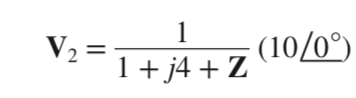 V₂ = 1 / (1 + j4 + Z) (10∠0°)